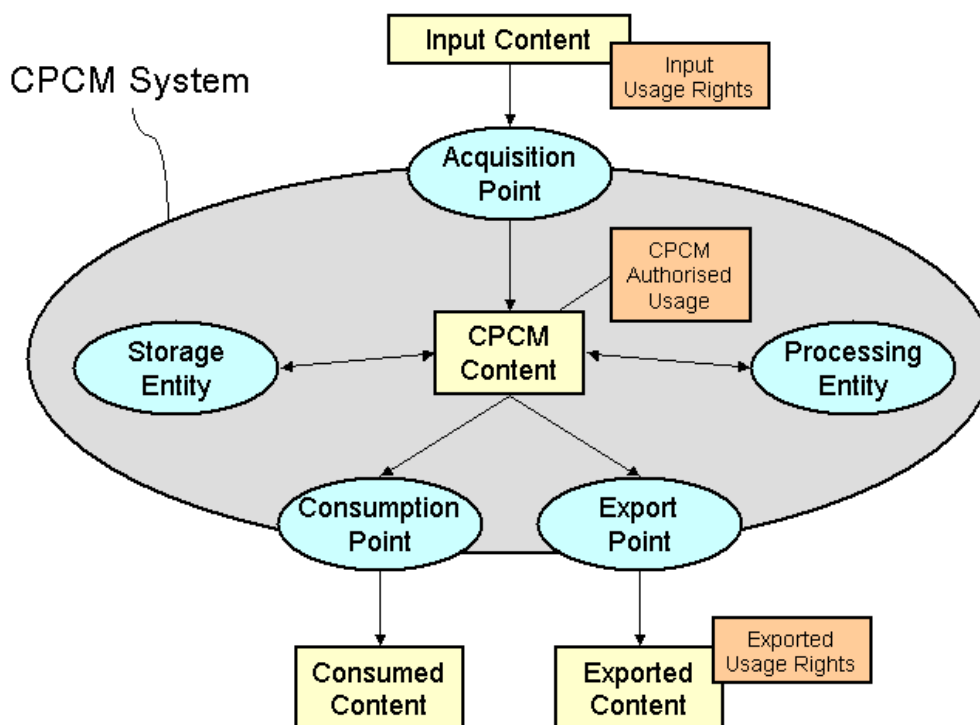 Input Content
Input
Usage Rights
CPCM System
Acquisition
Point
CPCM
Authorised
Usage
Storage
Entity
CPCM
Content
Processing
Entity
Consumption
Point
Export
Point
Consumed
Content
Exported
Content
Exported
Usage Rights